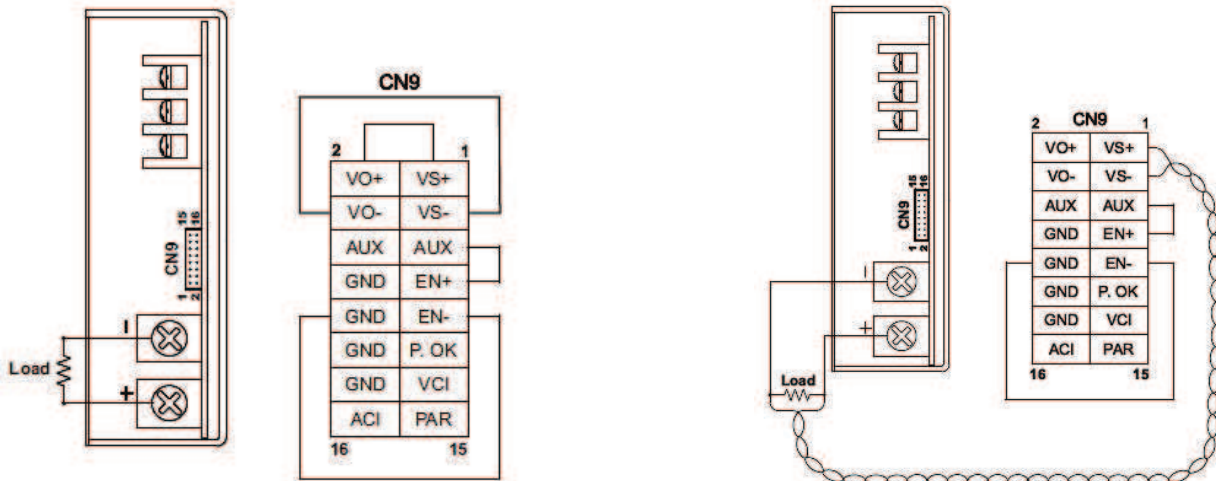 CN9
2 1
VO+ VS+
VO- VS-
AUX AUX
GND EN+
GND EN-
GND P. OK
GND VCI
ACI PAR
16 15
15
16
CN9
1
2
-
+
Load
CN9
2 1
VO+ VS+
VO- VS-
AUX AUX
GND EN+
GND EN-
GND P. OK
GND VCI
ACI PAR
16 15
15
16
CN9
1
2
-
+
Load